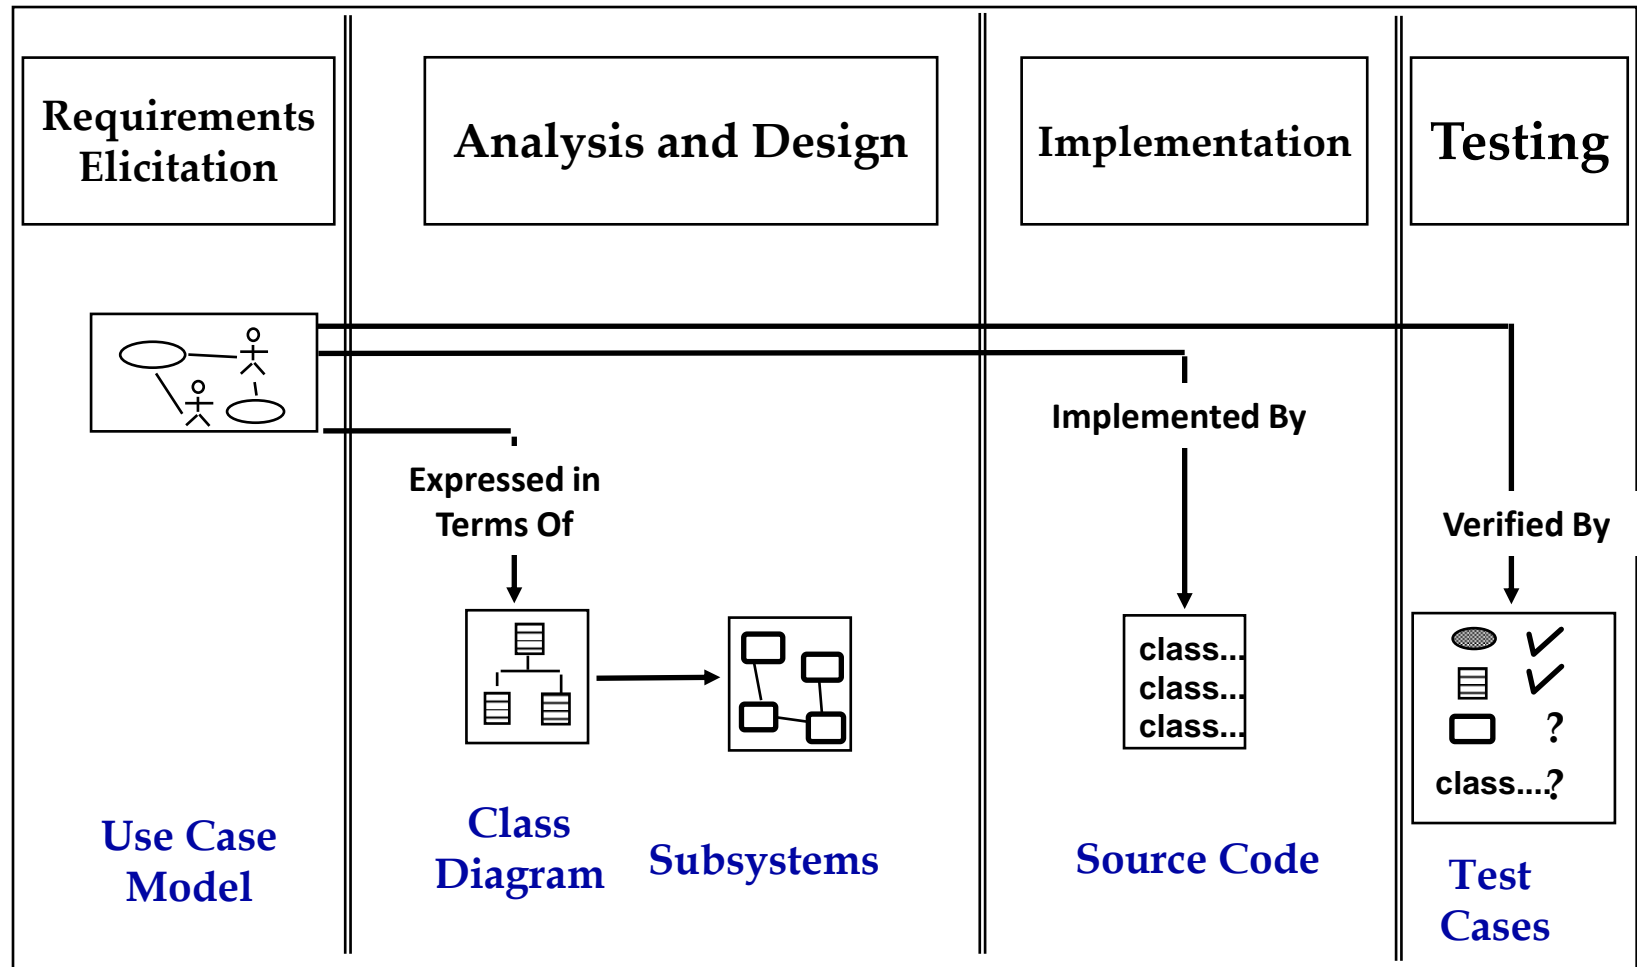 Requirements
Elicitation
Analysis and Design
Implementation
Testing
Implemented By
Expressed in
Terms Of
Verified By
class...
class...
class...
✓
✓
?
class....?
Use Case
Model
Class
Diagram
Subsystems
Source Code
Test
Cases